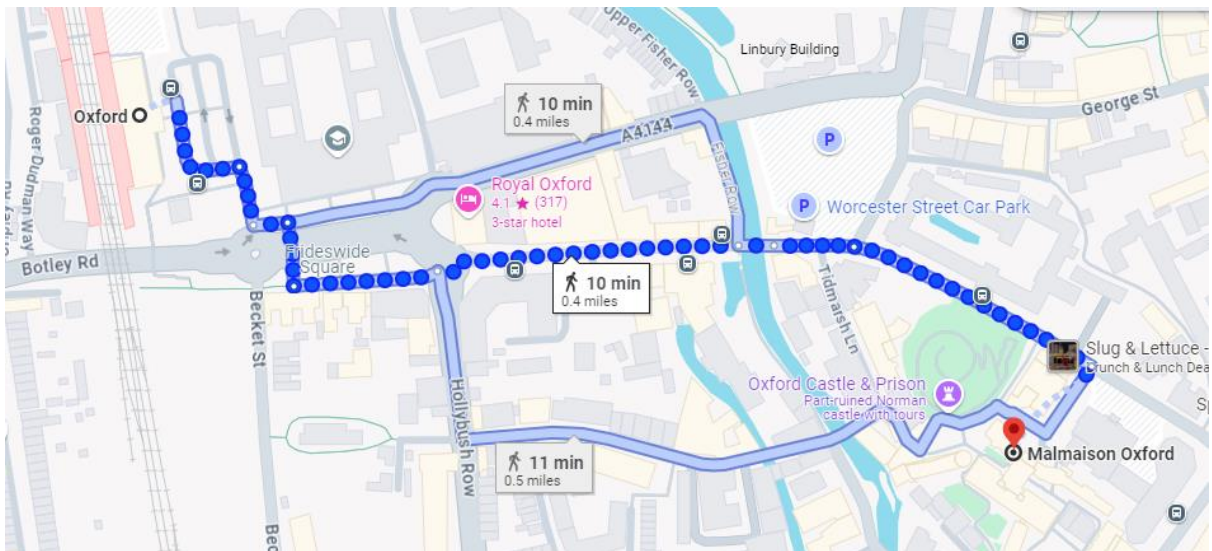 Upper Fisher Row
Linbury Building
George St
10 min
0.4 miles
A4144
Oxford
Roger Dudman Way
P
Fisher Row
Royal Oxford
4.1 ★ (317)
3-star hotel
P
Worcester Street Car Park
Frideswide
Square
Botley Rd
10 min
0.4 miles
Tidmarsh Ln
Becket St
Slug & Lettuce -
Brunch & Lunch Dea
Oxford Castle & Prison
Part-ruined Norman
castle with tours
Hollybush Row
Sp
11 min
0.5 miles
Malmaison Oxford
Bec